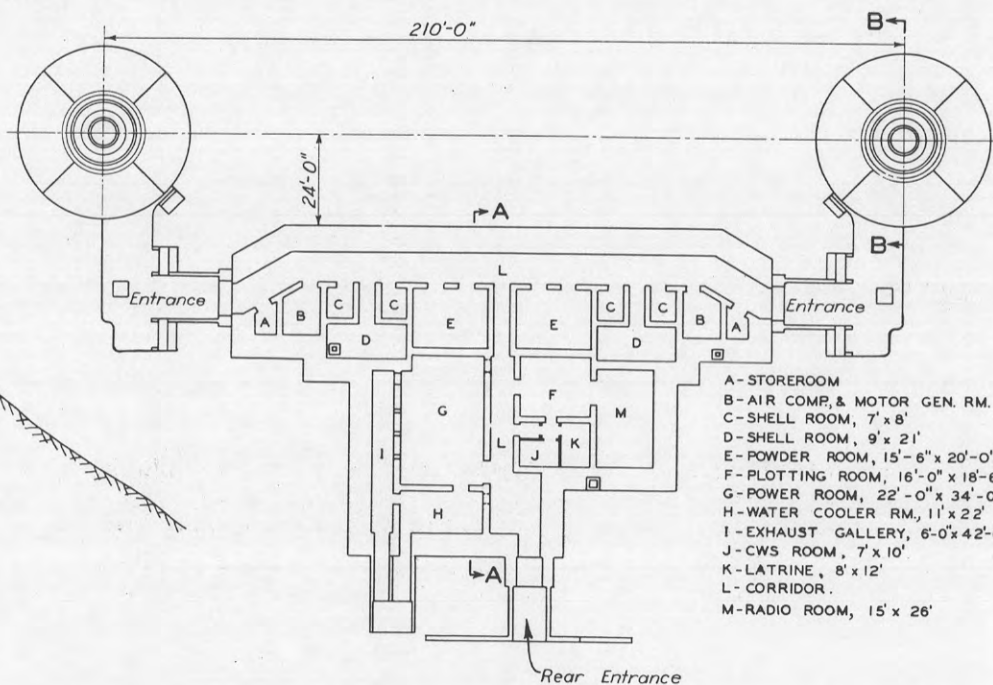 210'-0"
B
24'-0"
A
B
L
Entrance
A
B
C
C
E
E
C
C
B
A
Entrance
D
D
G
F
M
L
J
K
I
H
A
A - STOREROOM
B - AIR COMP, & MOTOR GEN. RM.
C - SHELL ROOM, 7' x 8'
D - SHELL ROOM, 9' x 21'
E - POWDER ROOM, 15'-6" x 20'-0"
F - PLOTTING ROOM, 16'-0" x 18'-6
G - POWER ROOM, 22'-0" x 34'-0
H - WATER COOLER RM., 11' x 22'
I - EXHAUST GALLERY, 6-0" x 42'-
J - CWS ROOM, 7' x 10'
K - LATRINE, 8' x 12'
L - CORRIDOR.
M - RADIO ROOM, 15' x 26'
Rear Entrance